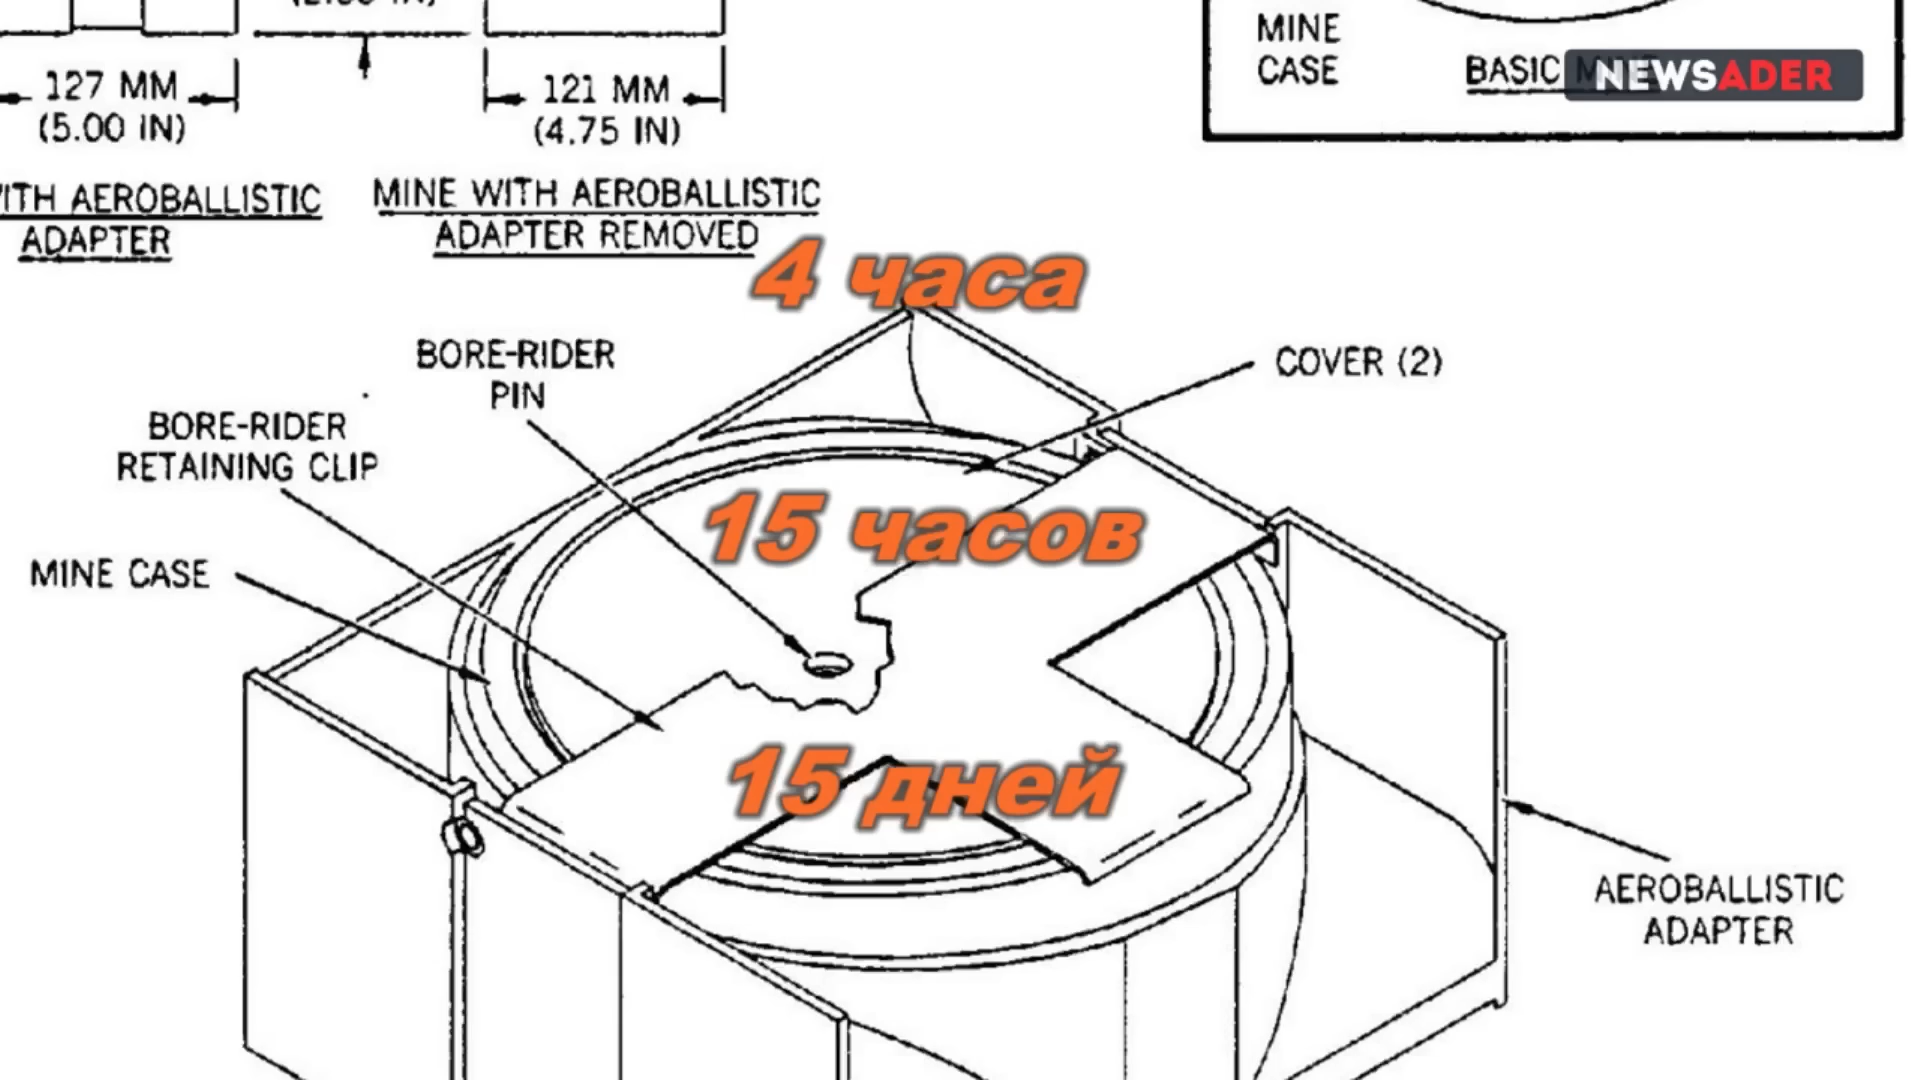 MINE
CASE
BASIC
NEWSADER
127 MM
(5.00 IN)
121 MM
(4.75 IN)
WITH AEROBALLISTIC
ADAPTER
MINE WITH AEROBALLISTIC
ADAPTER REMOVED
4 часа
BORE-RIDER
PIN
COVER (2)
BORE-RIDER
RETAINING CLIP
15 часов
MINE CASE
15 дней
AEROBALLISTIC
ADAPTER